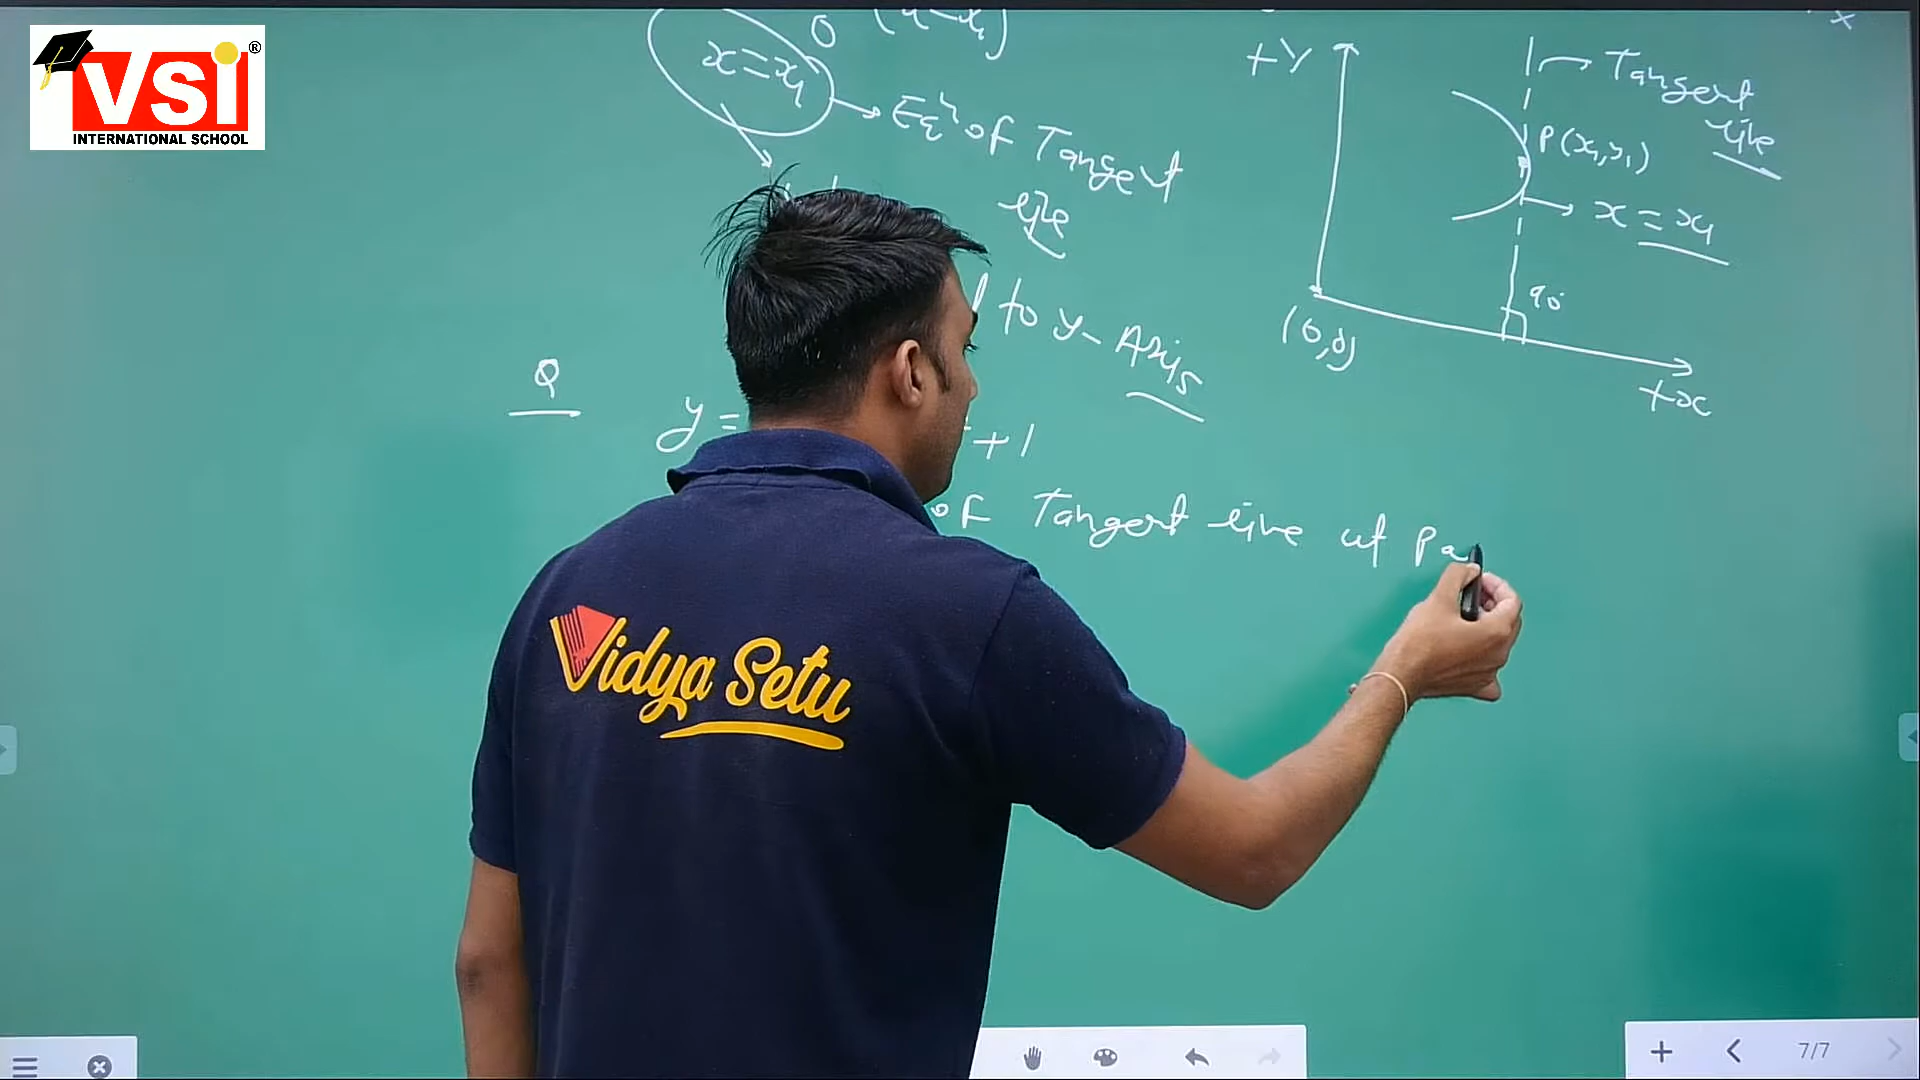 VSI ®
INTERNATIONAL SCHOOL
x = x₁
Eqⁿ of Tangent
line
to y-Axis
+Y
Tangent
line
P(x₁,y₁)
x = x₁
90°
(0,0)
+x
Q
y =
+1
of Tangent line at Pa
Vidya Setu
7/7